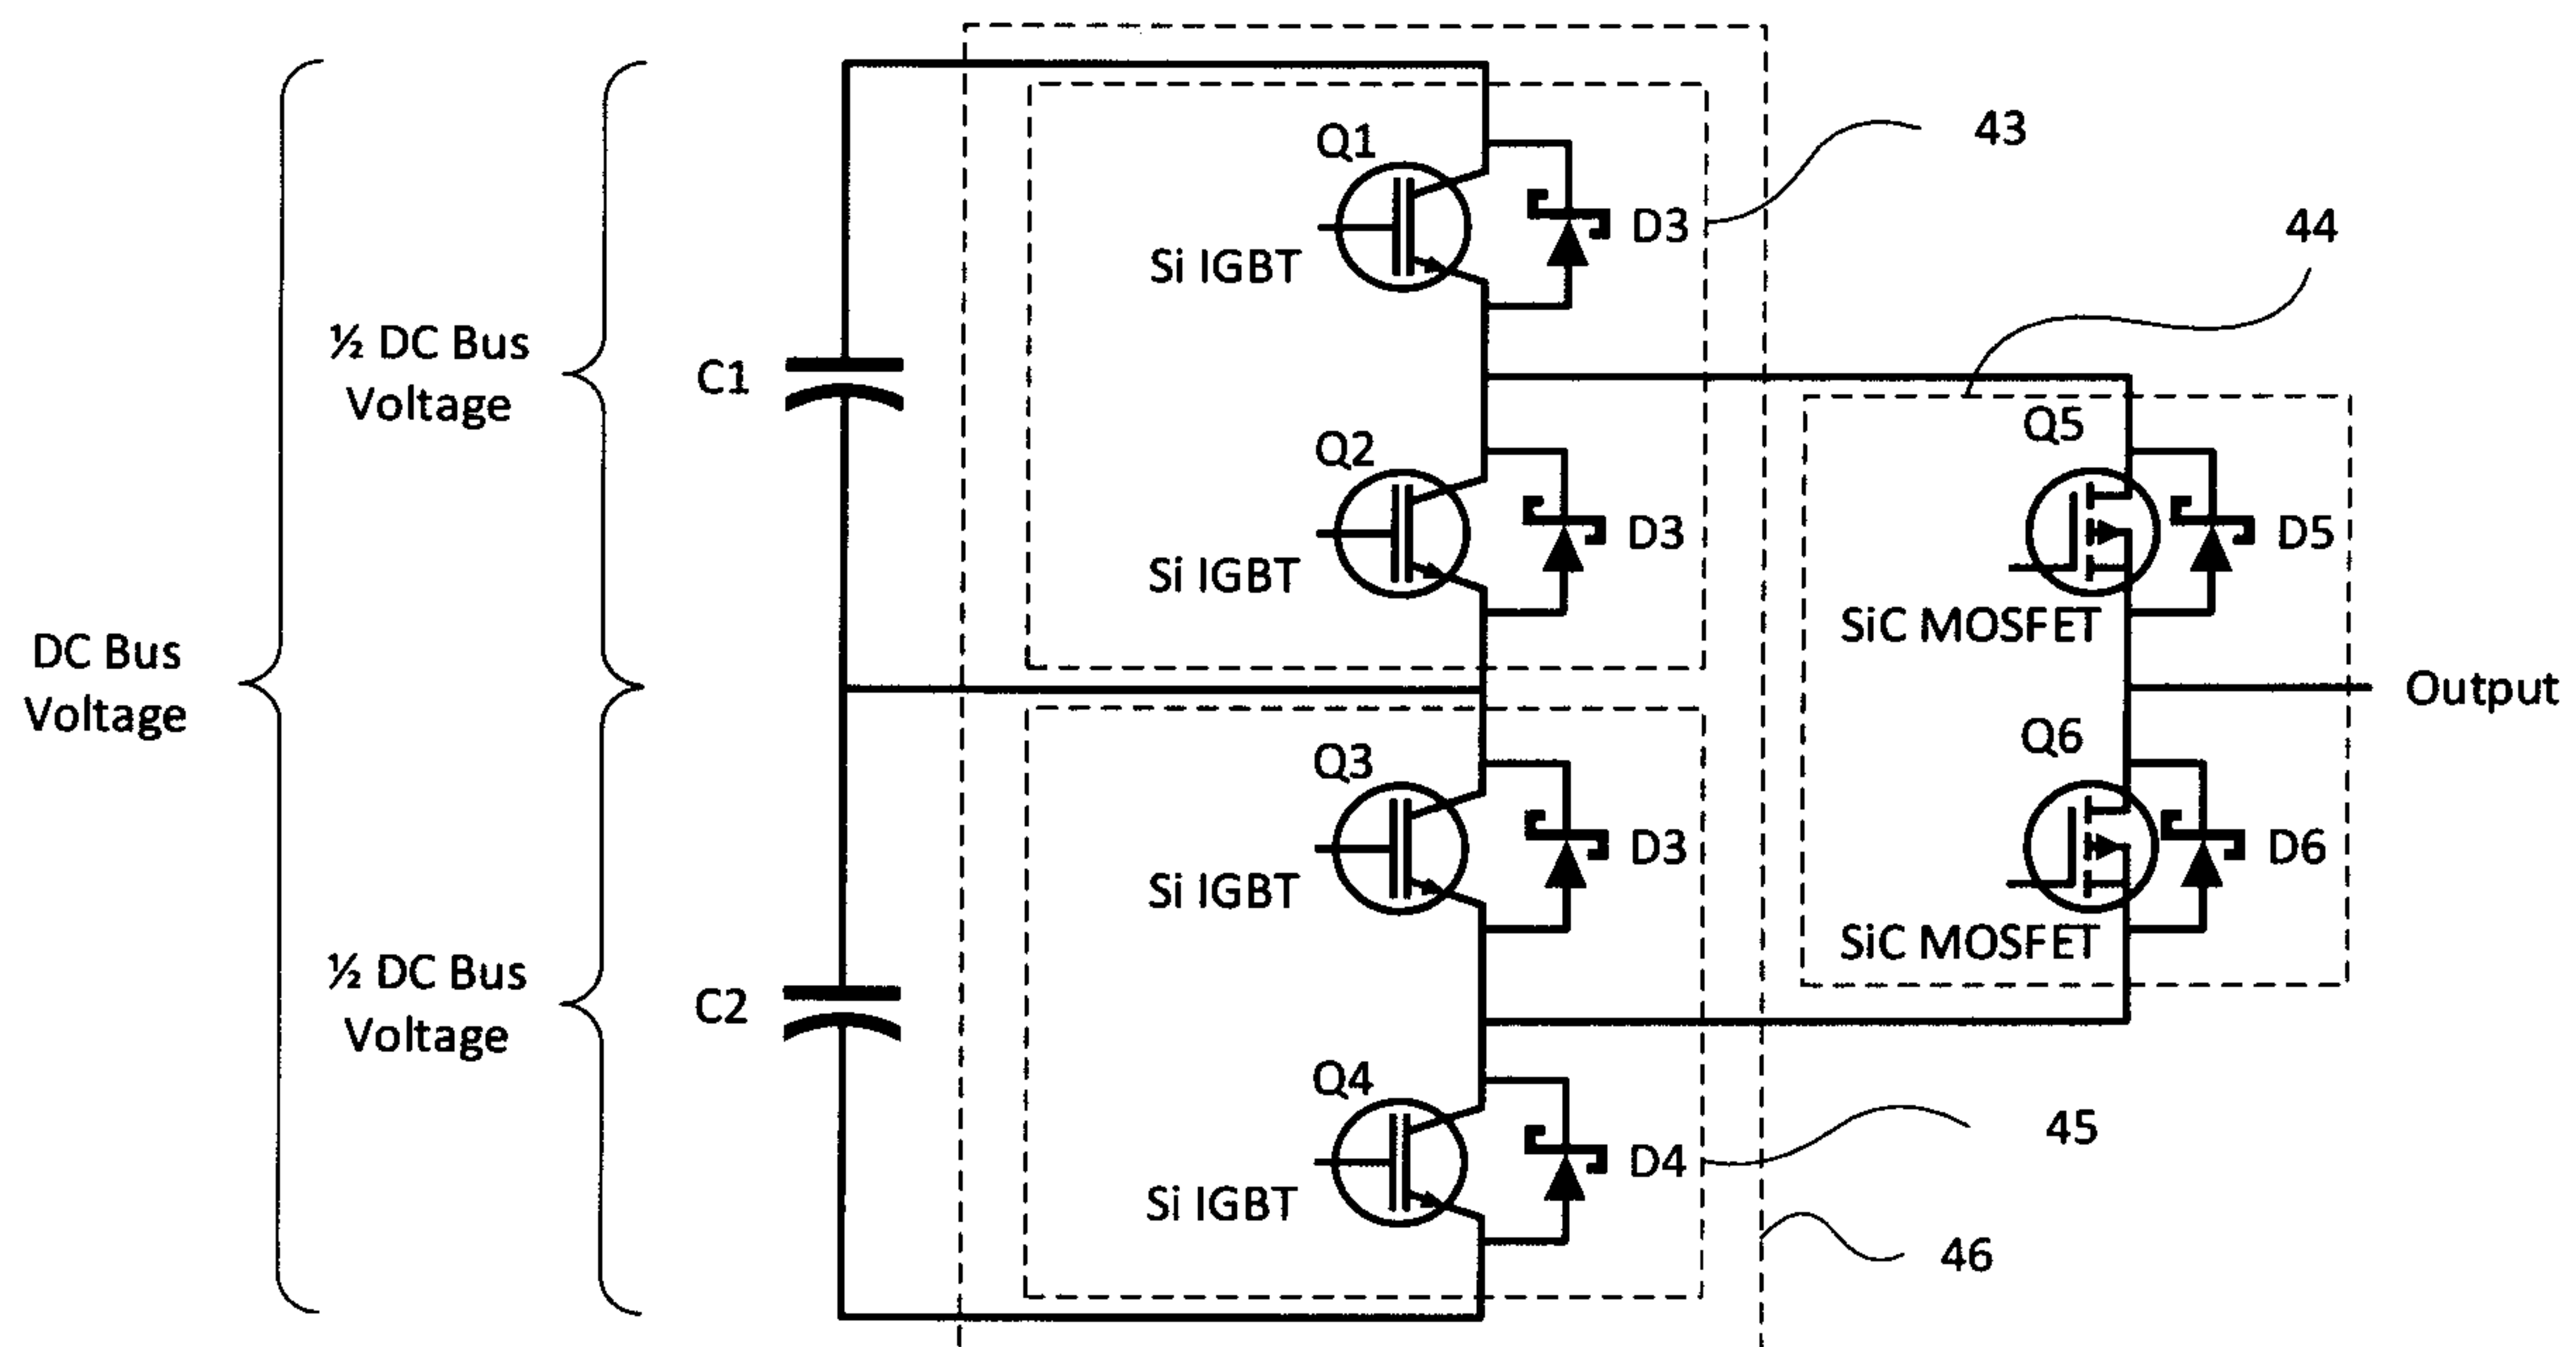 DC Bus
Voltage
½ DC Bus
Voltage
½ DC Bus
Voltage
C1
C2
Q1
Si IGBT
D3
43
Q2
Si IGBT
D3
Q3
Si IGBT
D3
Q4
Si IGBT
D4
45
46
44
Q5
SiC MOSFET
D5
Output
Q6
SiC MOSFET
D6